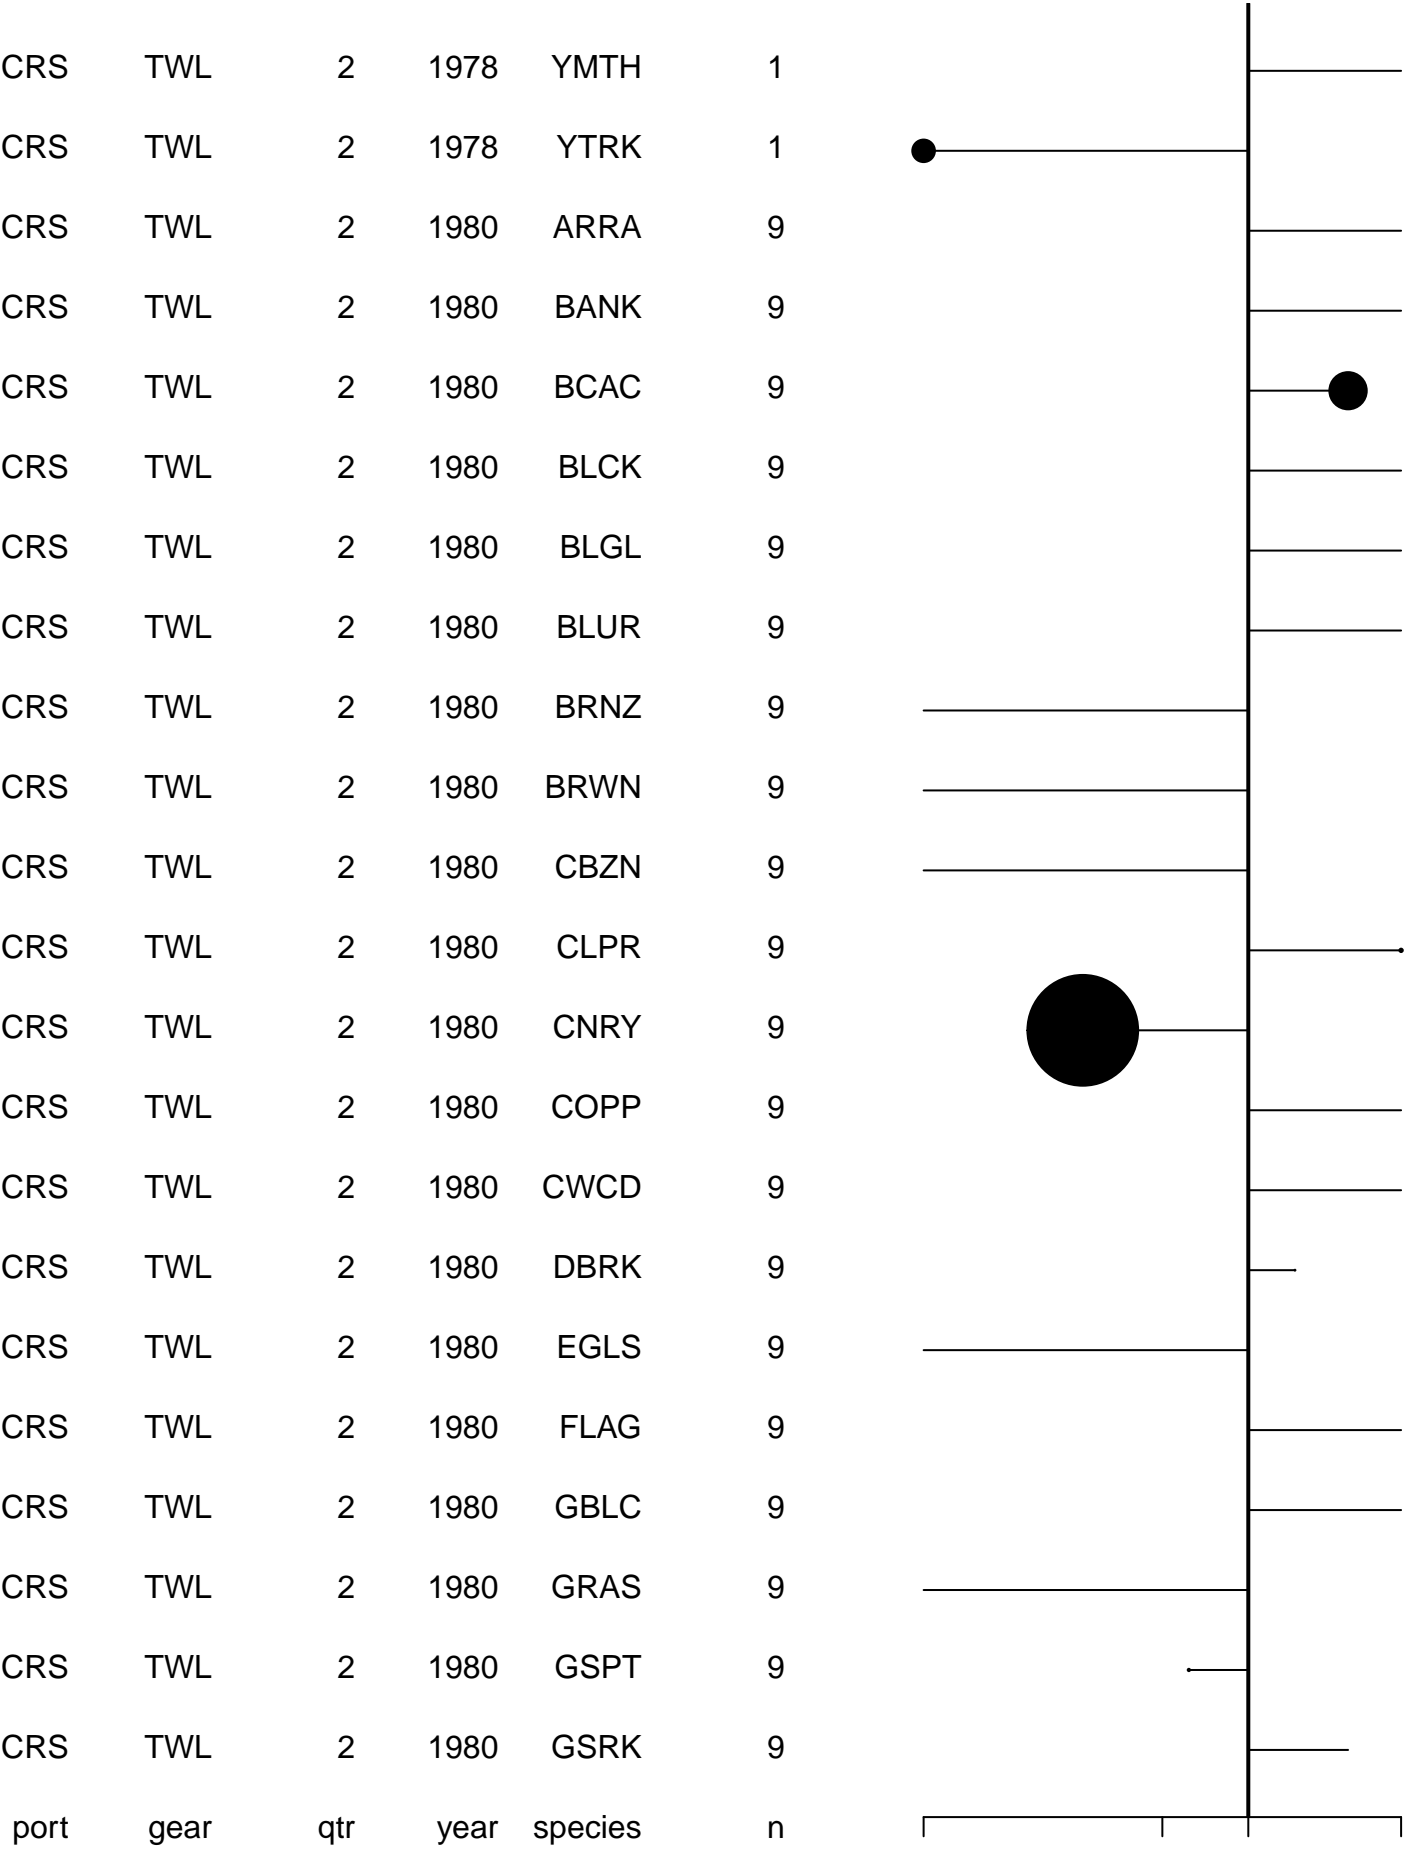 CRS TWL 2 1978 YMTH 1
CRS TWL 2 1978 YTRK 1
CRS TWL 2 1980 ARRA 9
CRS TWL 2 1980 BANK 9
CRS TWL 2 1980 BCAC 9
CRS TWL 2 1980 BLCK 9
CRS TWL 2 1980 BLGL 9
CRS TWL 2 1980 BLUR 9
CRS TWL 2 1980 BRNZ 9
CRS TWL 2 1980 BRWN 9
CRS TWL 2 1980 CBZN 9
CRS TWL 2 1980 CLPR 9
CRS TWL 2 1980 CNRY 9
CRS TWL 2 1980 COPP 9
CRS TWL 2 1980 CWCD 9
CRS TWL 2 1980 DBRK 9
CRS TWL 2 1980 EGLS 9
CRS TWL 2 1980 FLAG 9
CRS TWL 2 1980 GBLC 9
CRS TWL 2 1980 GRAS 9
CRS TWL 2 1980 GSPT 9
CRS TWL 2 1980 GSRK 9
port gear qtr year species n